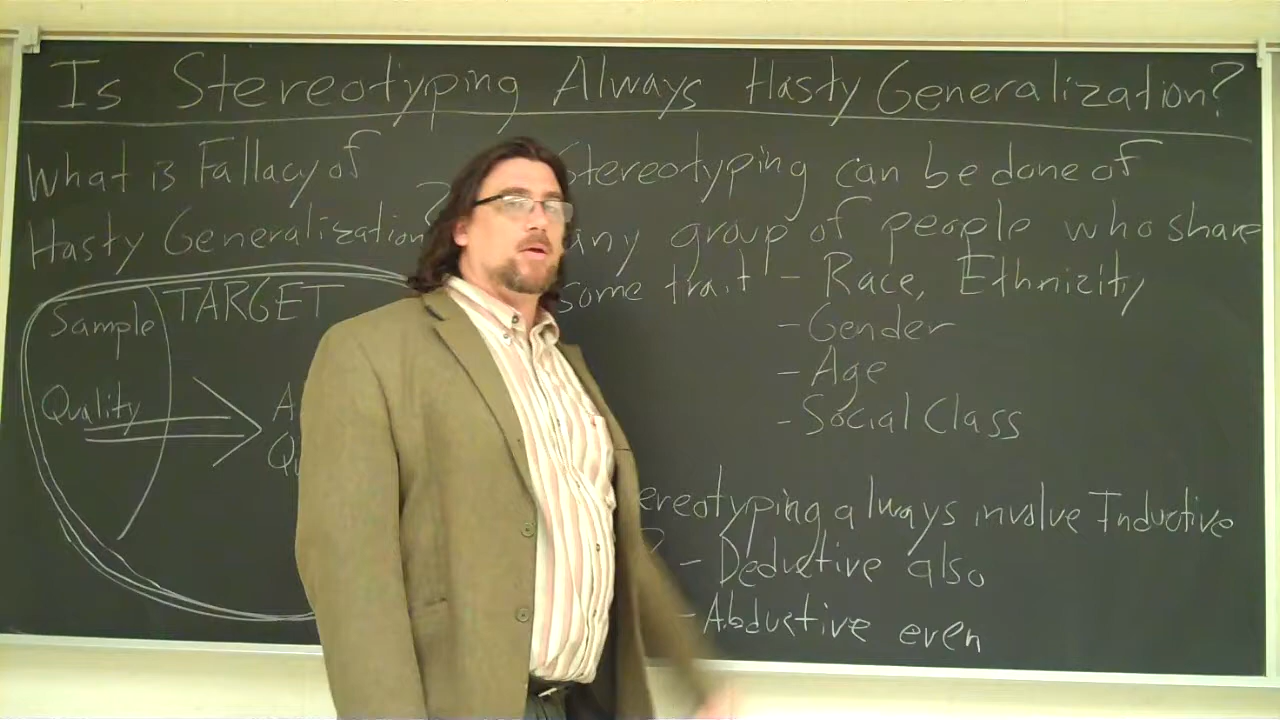 Is Stereotyping Always Hasty Generalization?
What is Fallacy of
Hasty Generalization?
Sample TARGET
Quality
Stereotyping can be done of
any group of people who share
some trait - Race, Ethnicity
- Gender
- Age
- Social Class
ereotyping always involve Inductive
?
- Deductive also
- Abductive even